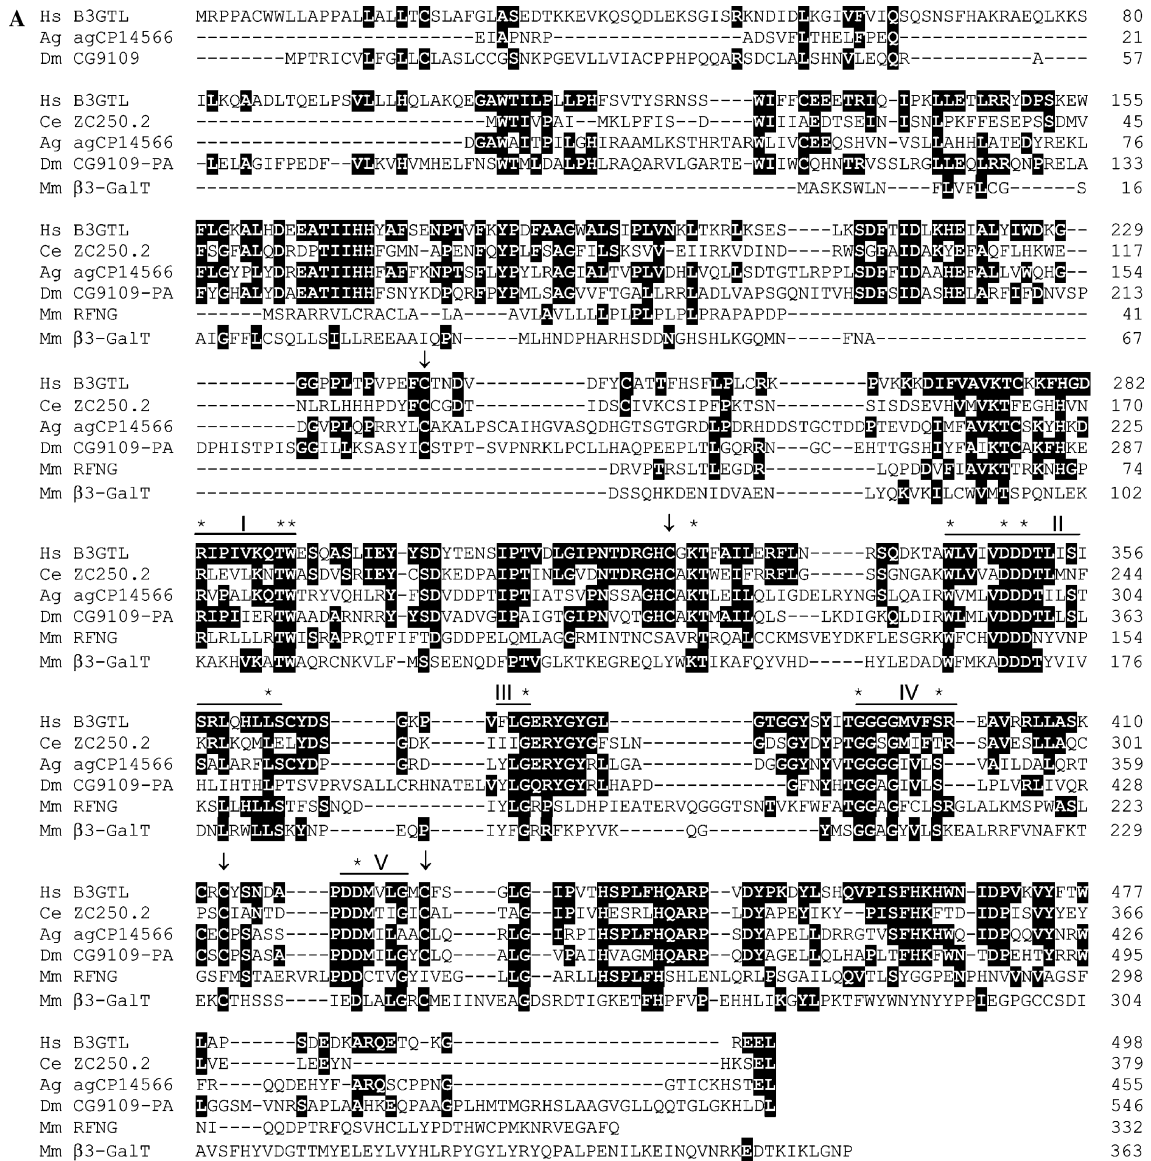 A
Hs B3GTL MRPPACWWLLAPPALLALLTCSLAFGLASEDTKKEVKQSQDLEKSGISRKNDIDLKGIVFVIQSQSNSFHAKRAEQLKKS 80
Ag agCP14566 -------------------------EIAPNRP-----------------ADSVFLTHELFPEQ------------------ 21
Dm CG9109 --------MPTRICVLFGLLCLASLCCGSNKPGEVLLVIACPPHPQQARSDCLALSHNVLEQQR-----------A---- 57
Hs B3GTL ILKQAADLTQELPSVLLLHQLAKQEGAWTILPLLPHFSVTYSRNSS----WIFFCEEETRIQ-IPKLLETLRRYDPSKEW 155
Ce ZC250.2 --------------------------MWTIVPAI--MKLPFIS--D----WIIIAEDTSEIN-ISNLPKFFESEPSSDMV 45
Ag agCP14566 ------------------------DGAWAITPILGHIRAAMLKSTHRTARWLIVCEEQSHVN-VSLLAHHLATEDYREKL 76
Dm CG9109-PA -LELAGIFPEDF--VLKVHVMHELFNSWTMLDALPHLRAQARVLGARTE-WIIWCQHNTRVSSLRGLLEQLRRQNPRELA 133
Mm β3-GalT ------------------------------------------------------MASKSWLN----FLVFLCG------S 16
Hs B3GTL FLGKALHDEEATIIHHYAFSENPTVFKYPDFAAGWALSIPLVNKLTKRLKSES----LKSDFTIDLKHEIALYIWDKG-- 229
Ce ZC250.2 FSGFALQDRDPTIIHHFGMN-APENFQYPLFSAGFILSKSVV-EIIRKVDIND----RWSGFAIDAKYEFAQFLHKWE-- 117
Ag agCP14566 FLGYPLYDREATIIHHFAFFKNPTSFLYPYLRAGIALTVPLVDHLVQLLSDTGTLRPPLSDFFIDAAHEFALLVWQHG-- 154
Dm CG9109-PA FYGHALYDAEATIIHHFSNYKDPQRFPYPMLSAGVVFTGALLRRLADLVAPSGQNITVHSDFSIDASHELARFIFDNVSP 213
Mm RFNG ------MSRARRVLCRACLA--LA-----AVLAVLLLLPLPLPLPLPRAPAPDP-------------------------- 41
Mm β3-GalT AIGFFLCSQLLSILLREEAAIQPN-----MLHNDPHARHSDDNGHSHLKGQMN----FNA-------------------- 67
↓
Hs B3GTL ---------GGPPLTPVPEFCTNDV----------DFYCATTFHSFLPLCRK--------PVKKKDIFVAVKTCKKFHGD 282
Ce ZC250.2 ---------NLRLHHHPDYFCCGDT----------IDSCIVKCSIPFPKTSN--------SISDSEVHVMVKTFEGHHVN 170
Ag agCP14566 ---------DGVPLQPRRYLCAKALPSCAIHGVASQDHGTSGTGRDLPDRHDDSTGCTDDPTEVDQIMFAVKTCSKYHKD 225
Dm CG9109-PA DPHISTPISGGILLKSASYICSTPT-SVPNRKLPCLLHAQPEEPLTLGQRRN---GC--EHTTGSHIYFAIKTCAKFHKE 287
Mm RFNG -------------------------------------DRVPTRSLTLEGDR----------LQPDDVFIAVKTTRKNHGP 74
Mm β3-GalT -------------------------------------DSSQHKDENIDVAEN--------LYQKVKILCWVMTSPQNLEK 102
* I ** ↓ * * * * II
Hs B3GTL RIPIVKQTWESQASLIEY-YSDYTENSIPTVDLGIPNTDRGHCGKTFAILERFLN-----RSQDKTAWLVIVDDDTLISI 356
Ce ZC250.2 RLEVLKNTWASDVSRIEY-CSDKEDPAIPTINLGVDNTDRGHCAKTWEIFRRFLG-----SSGNGAKWLVVADDDTLMNF 244
Ag agCP14566 RVPALKQTWTRYVQHLRY-FSDVDDPTIPTIATSVPNSSAGHCAKTLEILQLIGDELRYNGSLQAIRWVMLVDDDTILST 304
Dm CG9109-PA RIPIIERTWAADARNRRY-YSDVADVGIPAIGTGIPNVQTGHCAKTMAILQLS-----LKDIGKQLDIRWLMLVDDDTLLSI 363
Mm RFNG RLRLLLRTWISRAPRQTFIFTDGDDPELQMLAGGRMINTNCSAVRTRQALCCKMSVEYDKFLESGRKWFCHVDDDNYVNP 154
Mm β3-GalT KAKHVKATWAQRCNKVLF-MSSEENQDFPTVGLKTKEGREQLYWKTIKAFQYVHD-----HYLEDADWFMKADDDTYVIV 176
* III * * IV *
Hs B3GTL SRLQHLLSCYDS------GKP-----VFLGERYGYGL-------------GTGGYSYITGGGGMVFSR--EAVRRLLASK 410
Ce ZC250.2 KRLKQMLELYDS------GDK-----IIIGERYGYGFSLN----------GDSGYDYPTGGSGMIFTR--SAVESLLAQC 301
Ag agCP14566 SALARFLSCYDP------GRD-----LYLGERYGYRLLGA----------DGGGYNYVTGGGGIVLS---VAILDALQRT 359
Dm CG9109-PA HLIHTHLPTSVPRVSALLCRHNATELVYLGQRYGYRLHAPD---------GFNYHTGGAGIVLS---LPLVRLIVQR 428
Mm RFNG KSLLHLLSTFSSNQD-----------IYLGRPSLDHPIEATERVQGGGTSNTVKFWFATGGAGFCLSRGLALKMSPWASL 223
Mm β3-GalT DNLRWLLSKYNP------EQP-----IYFGRRFKPYVK------QG----------YMSGGAGYVLSKEALRRFVNAFKT 229
↓ * V ↓
Hs B3GTL CRCYSNDA----PDDMVLGMCFS----GLG--IPVTHSPLFHQARP--VDYPKDYLSHQVPISFHKHWN-IDPVKVYFTW 477
Ce ZC250.2 PSCIANTD----PDDMTIGICAL----TAG--IPIVHESRLHQARP--LDYAPEYIKY--PISFHKFTD-IDPISVYYEY 366
Ag agCP14566 CECPSASS----PDDMILAACLQ----RLG--IRPIHSPLFHQARP--SDYAPELLDRRGTVSFHKHWQ-IDPQQVYNRW 426
Dm CG9109-PA CSCPSASA----PDDMILGYCLQ----ALG--VPAIHVAGMHQARP--QDYAGELLQLHAPLTFHKFWN-TDPEHTYRRW 495
Mm RFNG GSFMSTAERVRLPDDCTVGYIVEG---LLG--ARLLHSPLFHSHLENLQRLPSGAILQQVTLSYGGPENPHNVVNVAGSF 298
Mm β3-GalT EKCTHSSS----IEDLALGRCMEIINVEAGDSRDTIGKETFHPFVP-EHHLIKGYLPKTFWYWNYNYYPPIEGPGCCSDI 304
Hs B3GTL LAP------SDEDKARQETQ-KG-------------------------REEL 498
Ce ZC250.2 LVE------LEEYN---------------------------------HKSEL 379
Ag agCP14566 FR----QQDEHYF-ARQSCPPNG-------------------GTICKHSTEL 455
Dm CG9109-PA LGGSM-VNRSAPLAAHKEQPAAGPLHMTMGRHSLAAGVGLLQQTGLGKHLDL 546
Mm RFNG NI----QQDPTRFQSVHCLLYPDTHWCPMKNRVEGAFQ 332
Mm β3-GalT AVSFHYVDGTTMYELEYLVYHLRPYGYLYRYQPALPENILKEINQVNRKEDTKIKLGNP 363